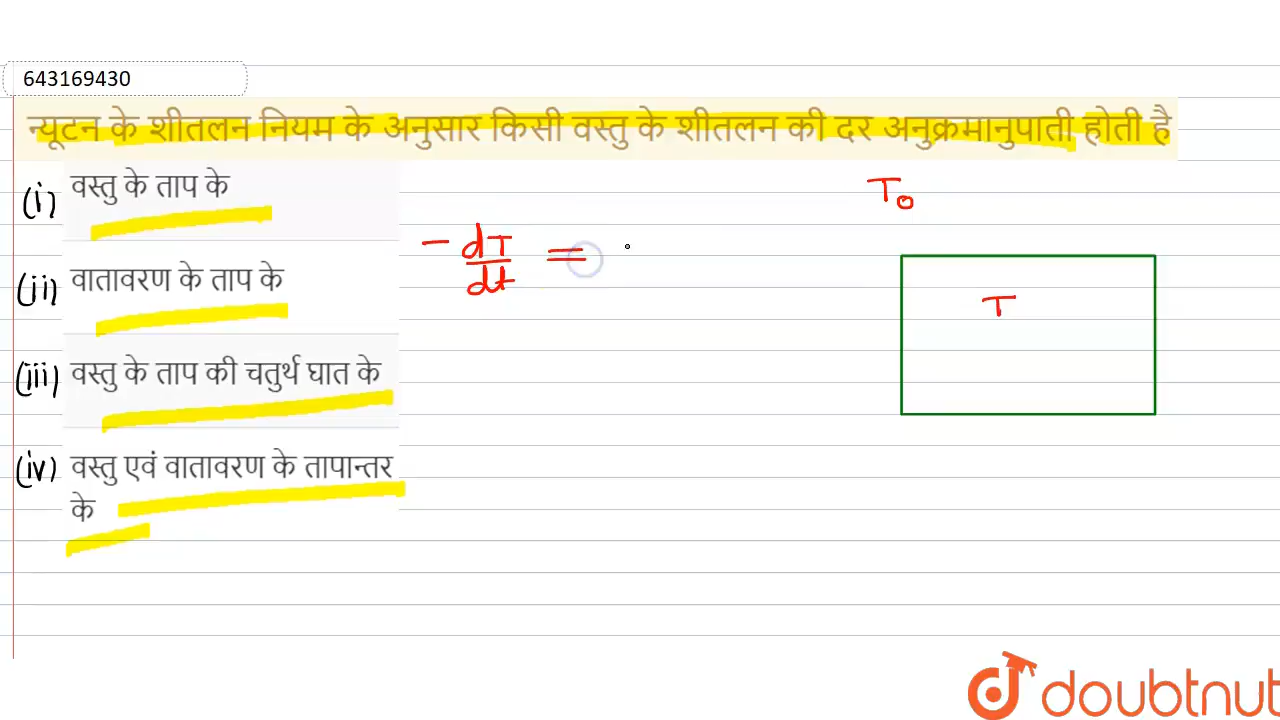 643169430
न्यूटन के शीतलन नियम के अनुसार किसी वस्तु के शीतलन की दर अनुक्रमानुपाती होती है
(i) वस्तु के ताप के
T₀
-dT/dt =
(ii) वातावरण के ताप के
T
(iii) वस्तु के ताप की चतुर्थ घात के
(iv) वस्तु एवं वातावरण के तापान्तर
के
doubtnut